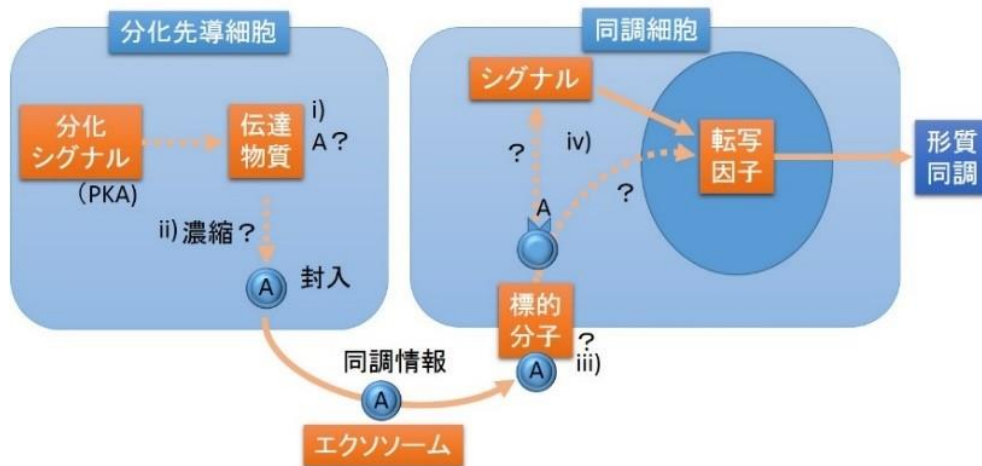 分化先導細胞
分化
シグナル
（PKA)
伝達
物質
i)
A？
ii) 濃縮？
A
封入
同調情報
A
エクソソーム
同調細胞
シグナル
？
iv)
？
A
標的
分子
？
iii)
A
転写
因子
形質
同調